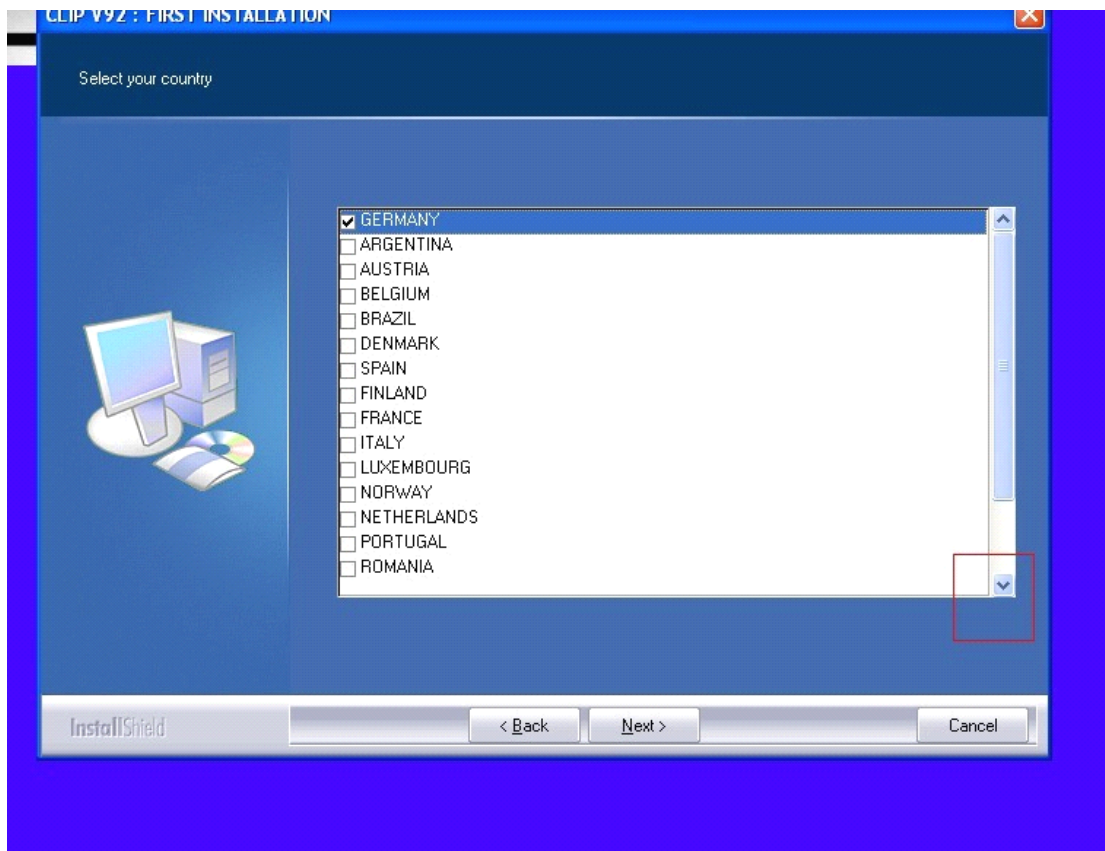 CLIP V92 : FIRST INSTALLATION
Select your country
GERMANY
ARGENTINA
AUSTRIA
BELGIUM
BRAZIL
DENMARK
SPAIN
FINLAND
FRANCE
ITALY
LUXEMBOURG
NORWAY
NETHERLANDS
PORTUGAL
ROMANIA
InstallShield
< Back Next > Cancel